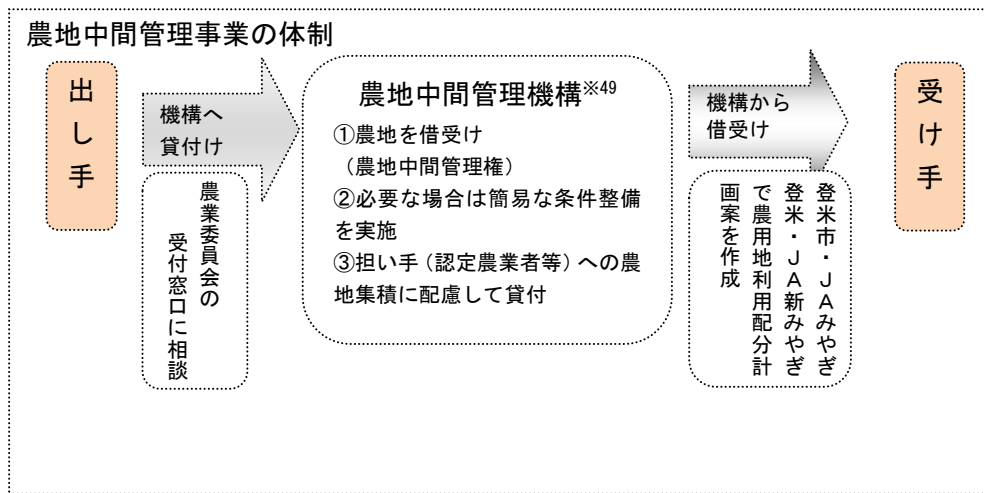 農地中間管理事業の体制
出し手
機構へ
貸付け
農業委員会の
受付窓口に相談
農地中間管理機構※49
①農地を借受け
（農地中間管理権）
②必要な場合は簡易な条件整備
を実施
③担い手（認定農業者等）への農
地集積に配慮して貸付
機構から
借受け
登米市・ＪＡみやぎ
登米・ＪＡ新みやぎ
で農用地利用配分計
画案を作成
受け手